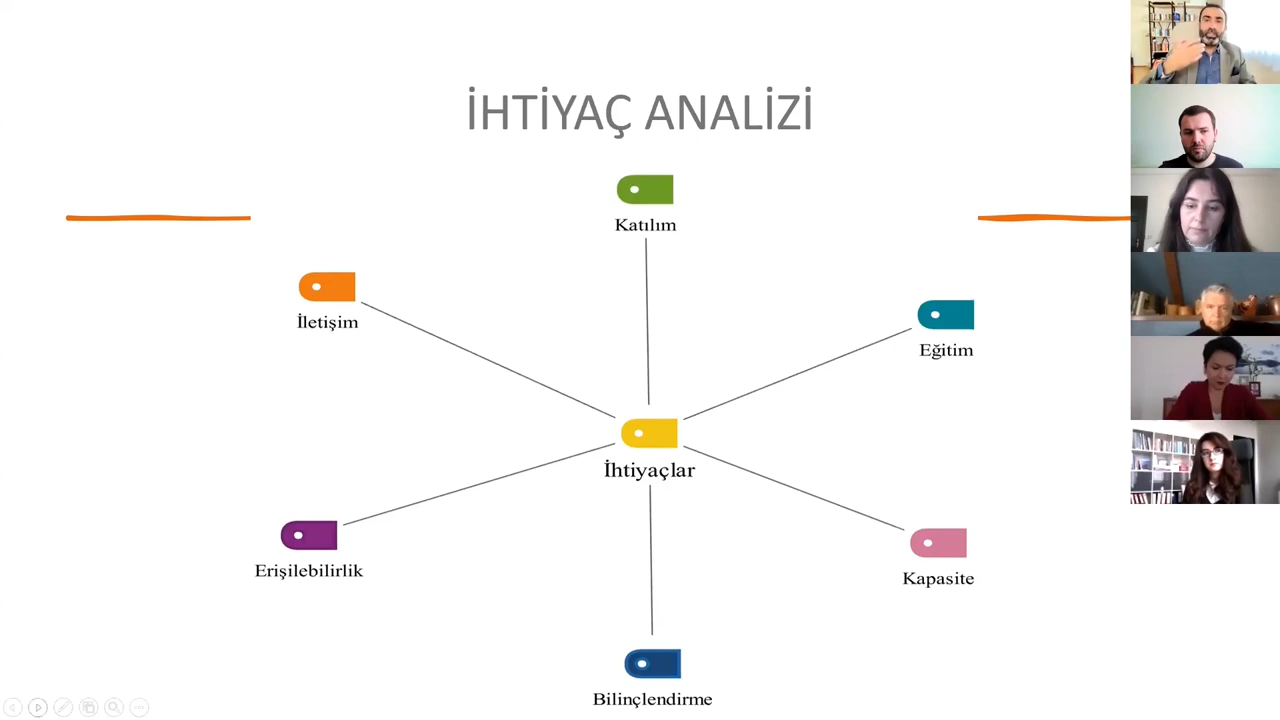 İHTİYAÇ ANALİZİ
Katılım
İletişim
Eğitim
İhtiyaçlar
Erişilebilirlik
Kapasite
Bilinçlendirme